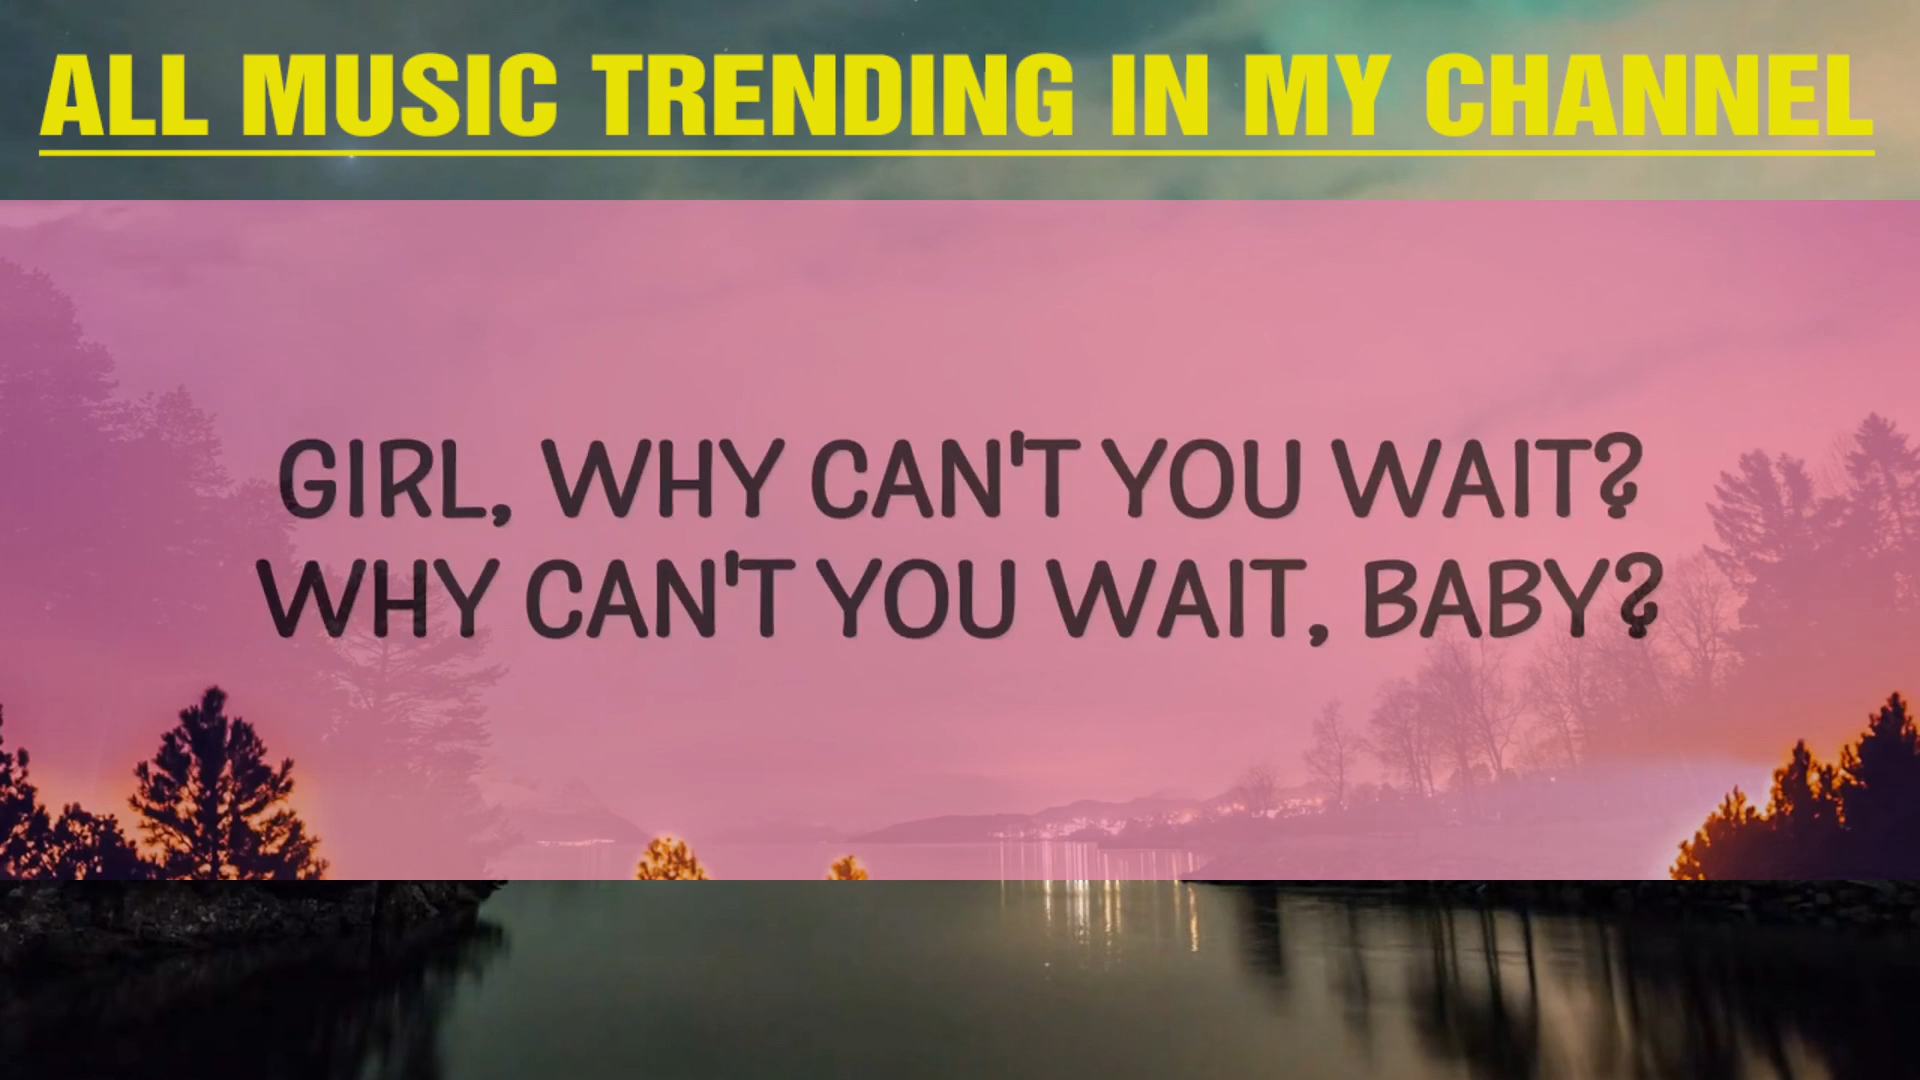 ALL MUSIC TRENDING IN MY CHANNEL
GIRL, WHY CAN'T YOU WAIT?
WHY CAN'T YOU WAIT, BABY?